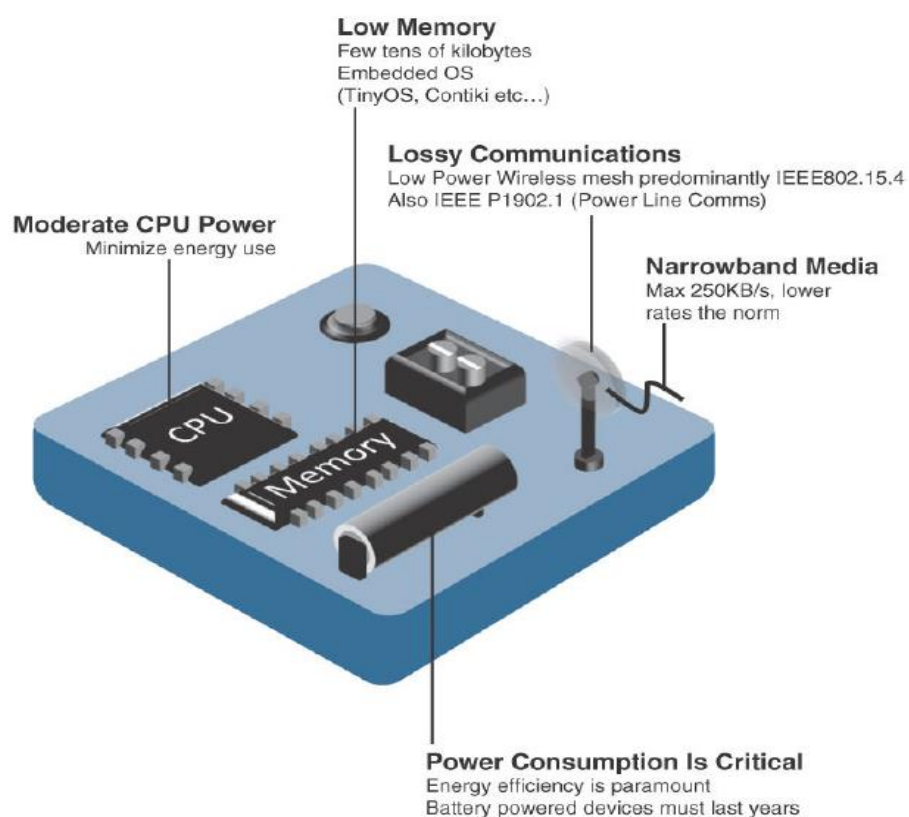 Low Memory
Few tens of kilobytes
Embedded OS
(TinyOS, Contiki etc...)
Lossy Communications
Low Power Wireless mesh predominantly IEEE802.15.4
Also IEEE P1902.1 (Power Line Comms)
Moderate CPU Power
Minimize energy use
Narrowband Media
Max 250KB/s, lower
rates the norm
CPU
Memory
Power Consumption Is Critical
Energy efficiency is paramount
Battery powered devices must last years